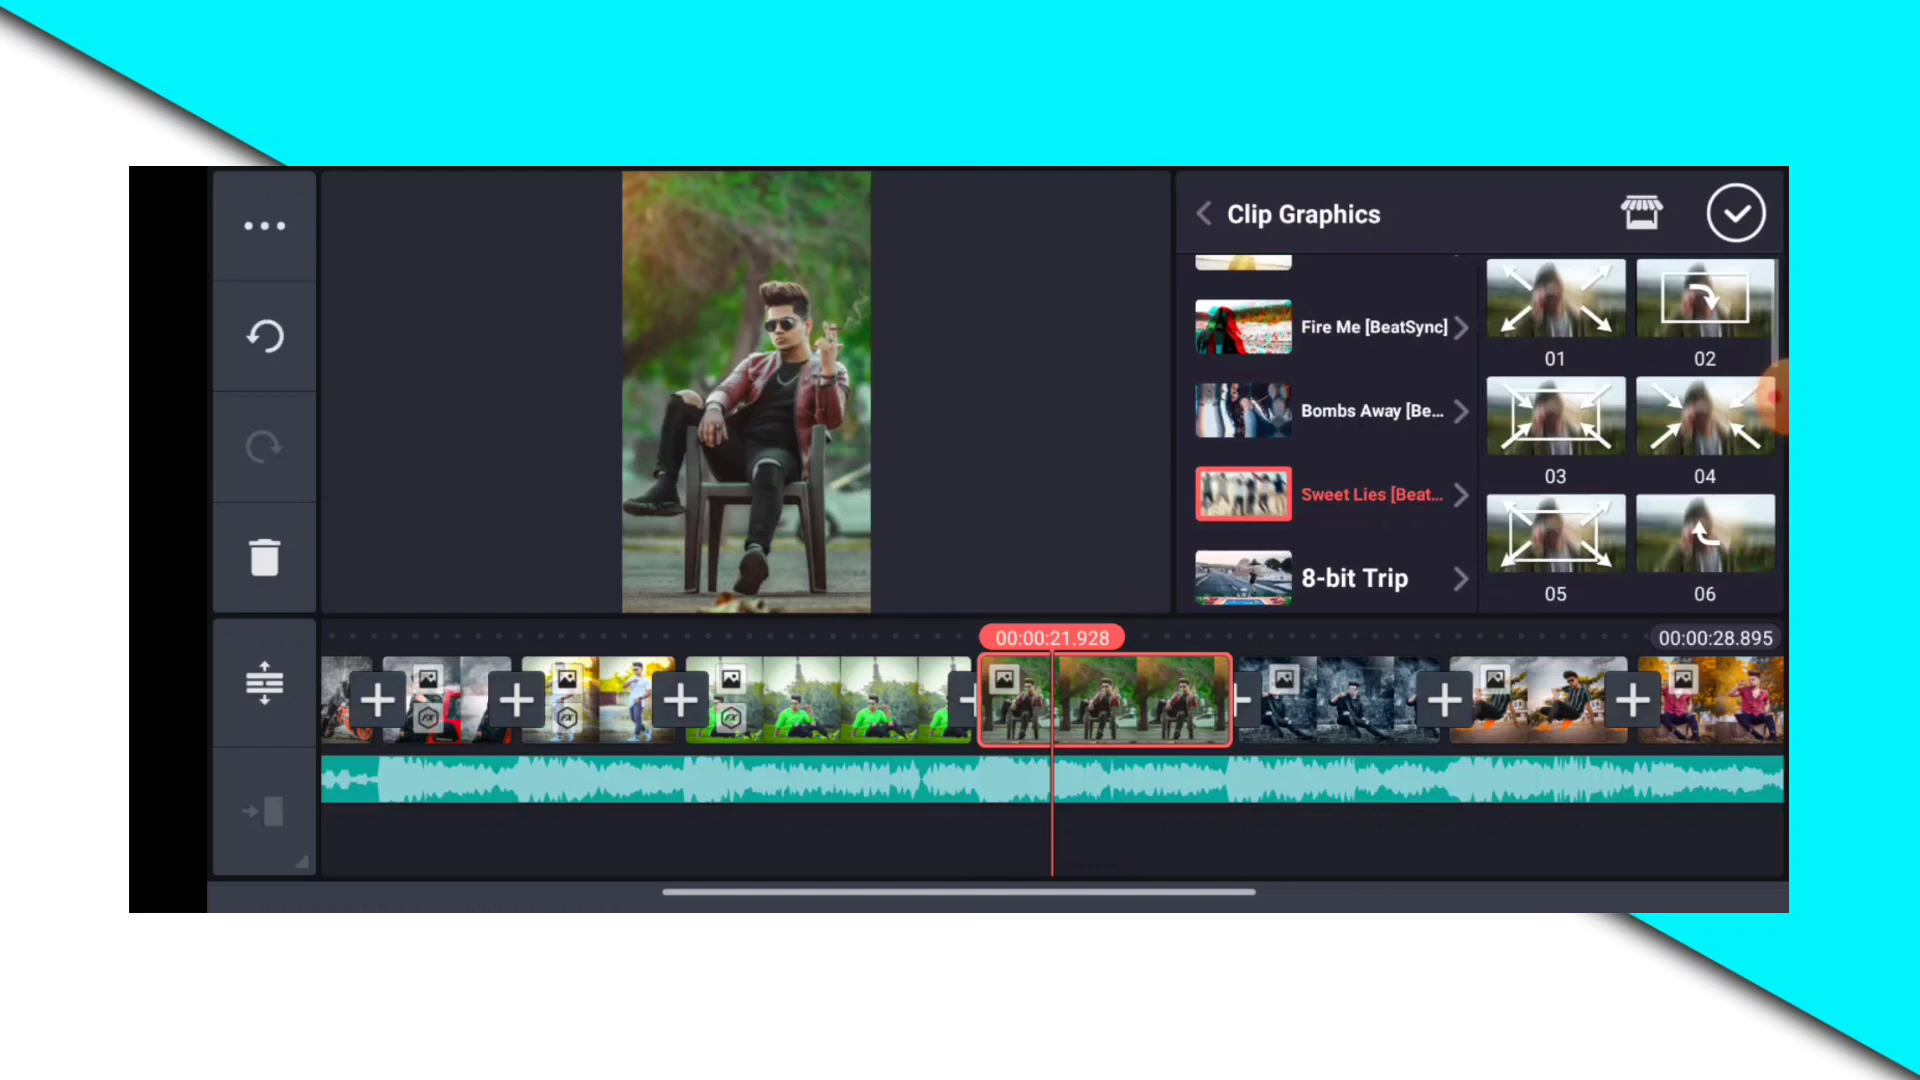 Clip Graphics
Fire Me [BeatSync]
Bombs Away [Be...
Sweet Lies [Beat...
8-bit Trip
01
02
03
04
05
06
00:00:21.928
00:00:28.895